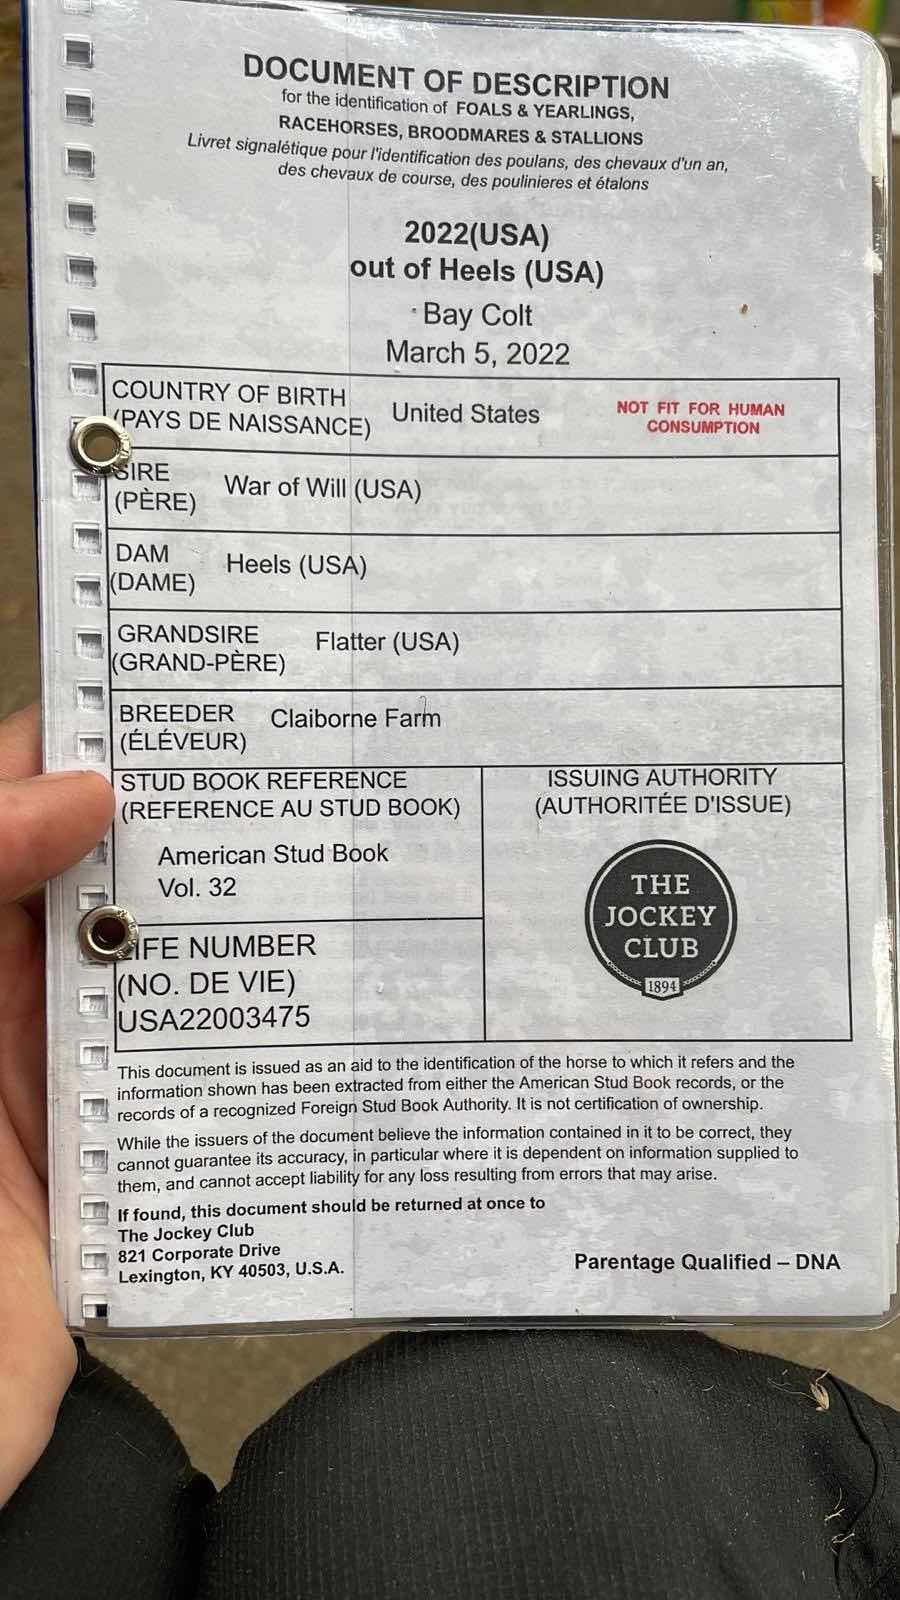 DOCUMENT OF DESCRIPTION
for the identification of FOALS & YEARLINGS,
RACEHORSES, BROODMARES & STALLIONS
Livret signalétique pour l'identification des poulans, des chevaux d'un an,
des chevaux de course, des poulinieres et étalons
2022(USA)
out of Heels (USA)
Bay Colt
March 5, 2022
COUNTRY OF BIRTH
(PAYS DE NAISSANCE)
United States
NOT FIT FOR HUMAN
CONSUMPTION
SIRE
(PÈRE)
War of Will (USA)
DAM
(DAME)
Heels (USA)
GRANDSIRE
(GRAND-PÈRE)
Flatter (USA)
BREEDER
(ÉLÉVEUR)
Claiborne Farm
STUD BOOK REFERENCE
(REFERENCE AU STUD BOOK)
American Stud Book
Vol. 32
ISSUING AUTHORITY
(AUTHORITÉE D'ISSUE)
THE
JOCKEY
CLUB
1894
LIFE NUMBER
(NO. DE VIE)
USA22003475
This document is issued as an aid to the identification of the horse to which it refers and the
information shown has been extracted from either the American Stud Book records, or the
records of a recognized Foreign Stud Book Authority. It is not certification of ownership.
While the issuers of the document believe the information contained in it to be correct, they
cannot guarantee its accuracy, in particular where it is dependent on information supplied to
them, and cannot accept liability for any loss resulting from errors that may arise.
If found, this document should be returned at once to
The Jockey Club
821 Corporate Drive
Lexington, KY 40503, U.S.A.
Parentage Qualified – DNA